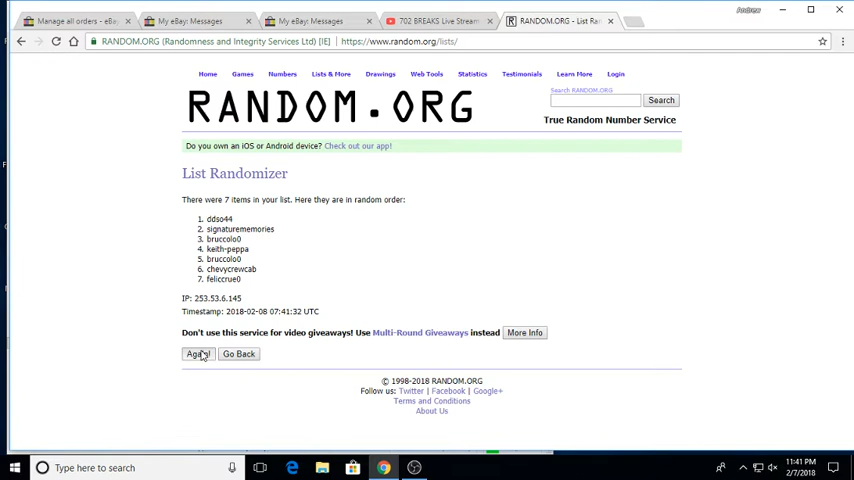 Andrew
Manage all orders - eBay
My eBay: Messages
My eBay: Messages
702 BREAKS Live Stream
RANDOM.ORG - List Ra
RANDOM.ORG (Randomness and Integrity Services Ltd) [IE]
https://www.random.org/lists/
Home Games Numbers Lists & More Drawings Web Tools Statistics Testimonials Learn More Login
RANDOM.ORG
Search RANDOM.ORG
Search
True Random Number Service
Do you own an iOS or Android device? Check out our app!
List Randomizer
There were 7 items in your list. Here they are in random order:
1. ddso44
2. signaturememories
3. bruccolo0
4. keith-peppa
5. bruccolo0
6. chevycrewcab
7. feliccrue0
IP: 253.53.6.145
Timestamp: 2018-02-08 07:41:32 UTC
Don't use this service for video giveaways! Use Multi-Round Giveaways instead More Info
Again! Go Back
© 1998-2018 RANDOM.ORG
Follow us: Twitter | Facebook | Google+
Terms and Conditions
About Us
Type here to search
11:41 PM
2/7/2018